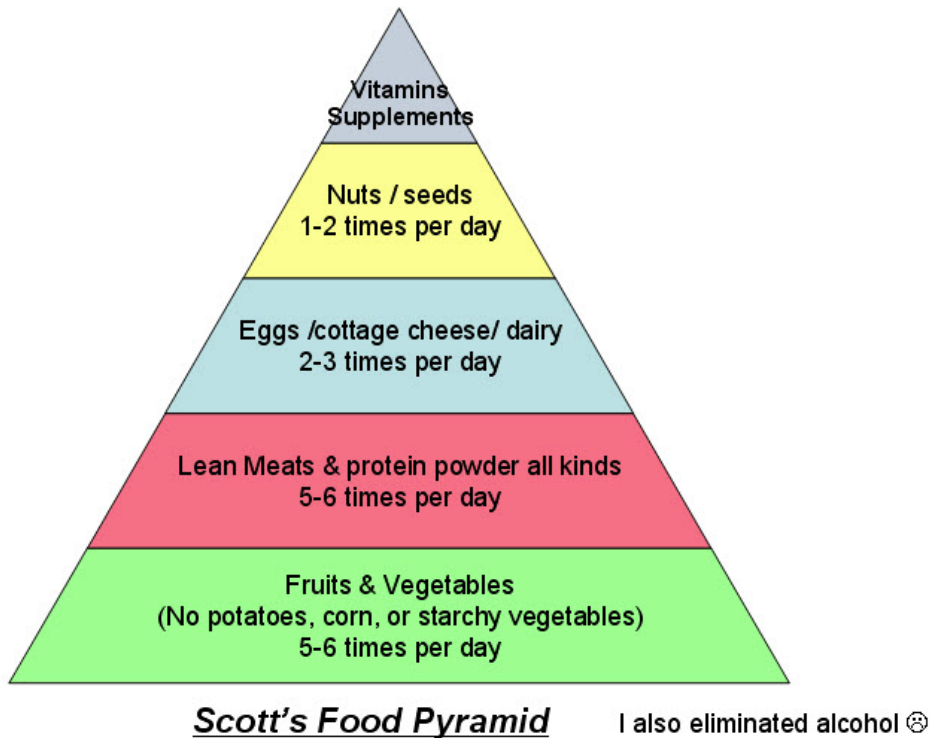 Vitamins
Supplements
Nuts / seeds
1-2 times per day
Eggs /cottage cheese/ dairy
2-3 times per day
Lean Meats & protein powder all kinds
5-6 times per day
Fruits & Vegetables
(No potatoes, corn, or starchy vegetables)
5-6 times per day
Scott's Food Pyramid
I also eliminated alcohol ☹